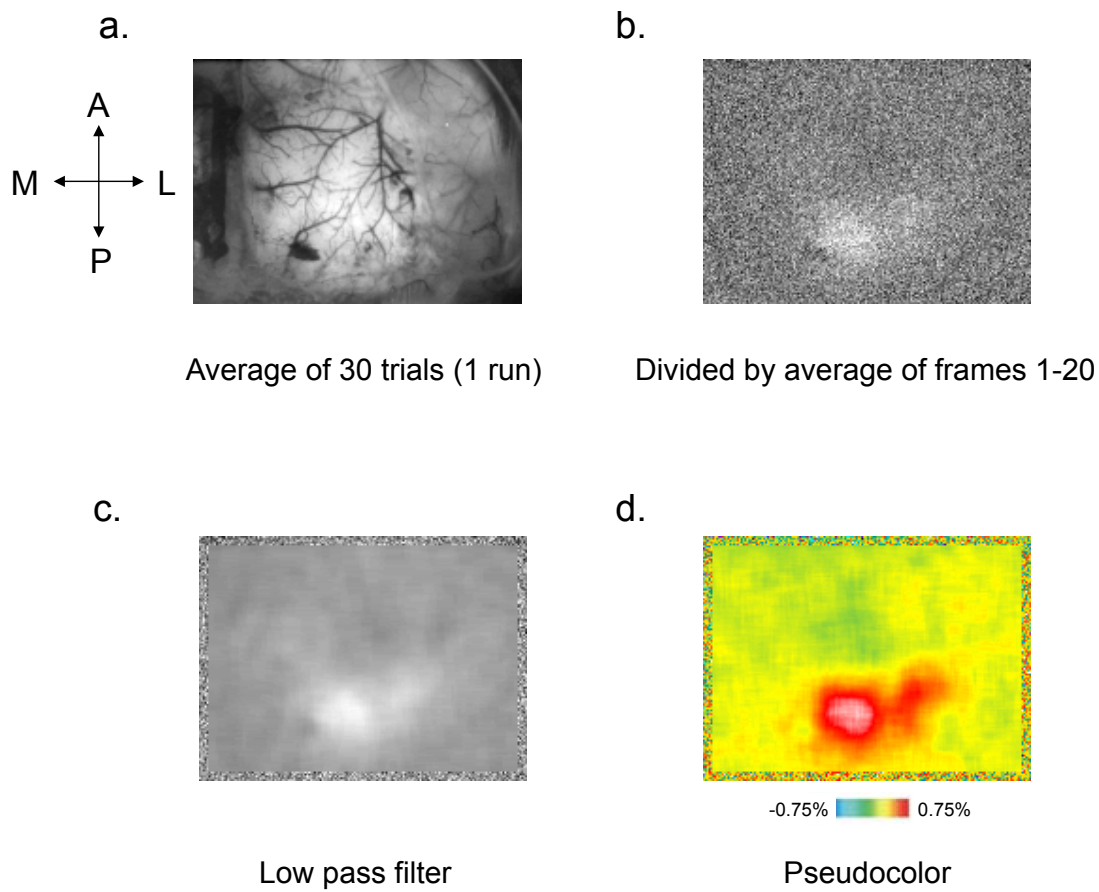 a.
b.
A
M
L
P
Average of 30 trials (1 run)
Divided by average of frames 1-20
c.
d.
-0.75%
0.75%
Low pass filter
Pseudocolor